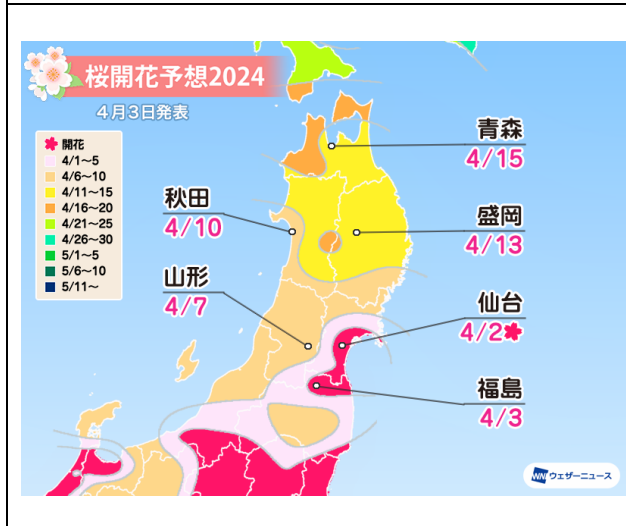 桜開花予想2024
4月3日発表
開花
4/1～5
4/6～10
4/11～15
4/16～20
4/21～25
4/26～30
5/1～5
5/6～10
5/11～
青森
4/15
秋田
4/10
盛岡
4/13
山形
4/7
仙台
4/2
福島
4/3
WN ウェザーニュース